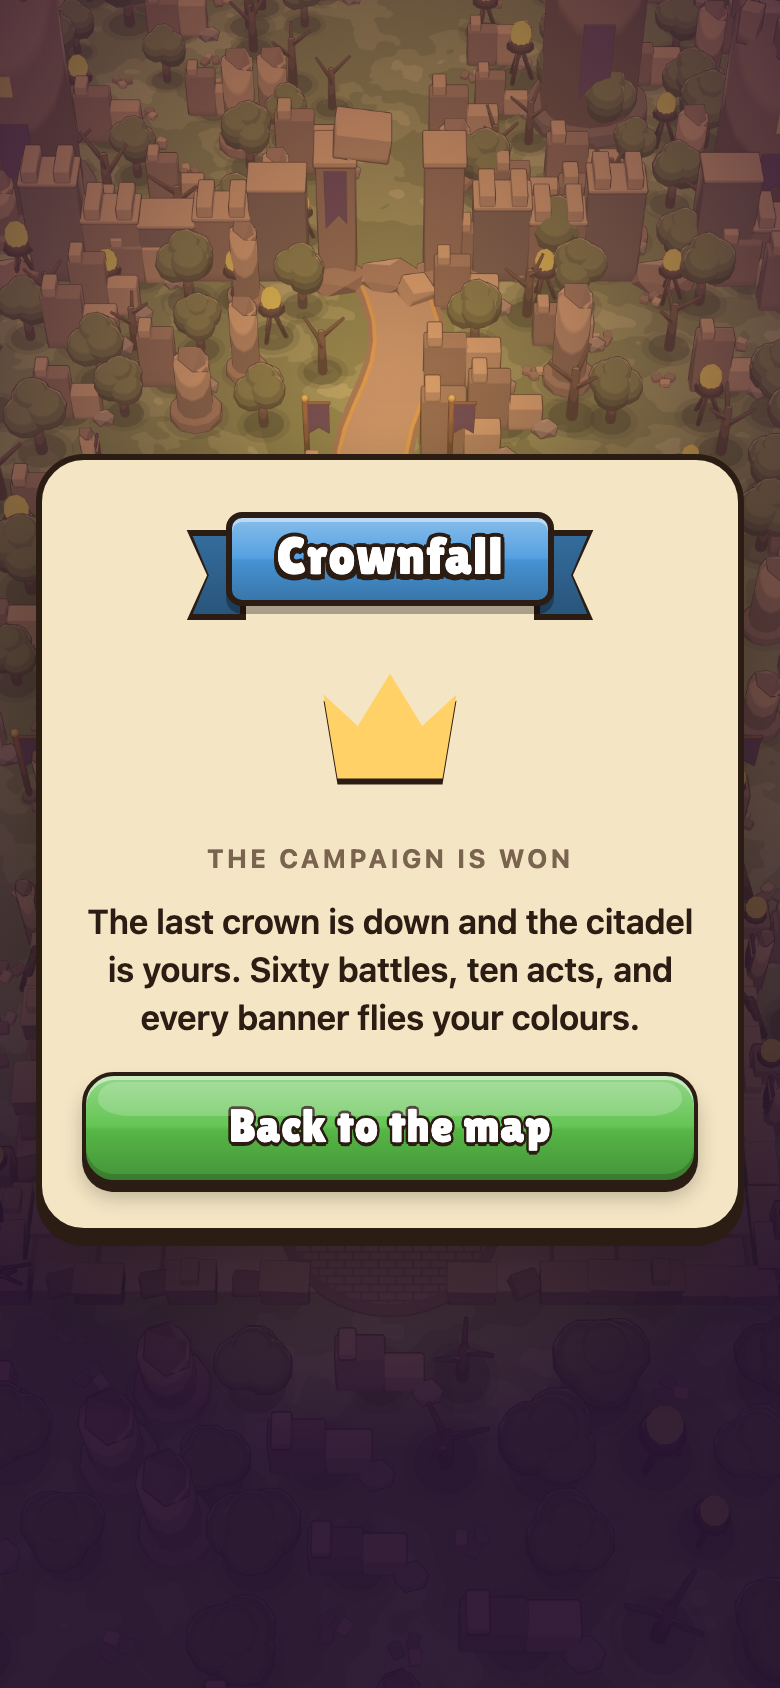 Crownfall
THE CAMPAIGN IS WON
The last crown is down and the citadel
is yours. Sixty battles, ten acts, and
every banner flies your colours.
Back to the map